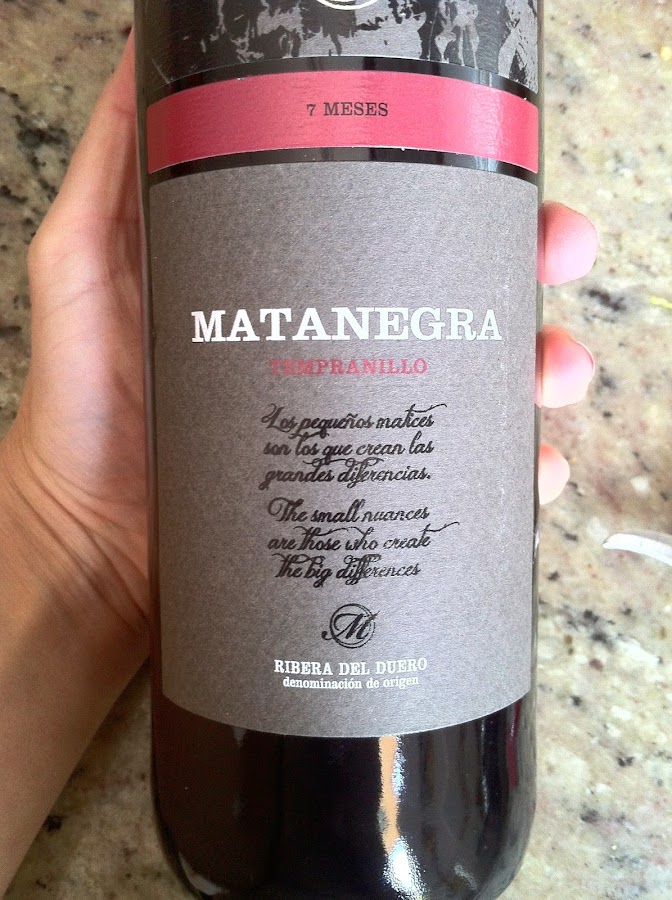 7 MESES
MATANEGRA
TEMPRANILLO
Los pequeños matices
son los que crean las
grandes diferencias.
The small nuances
are those who create
the big differences
M
RIBERA DEL DUERO
denominación de origen